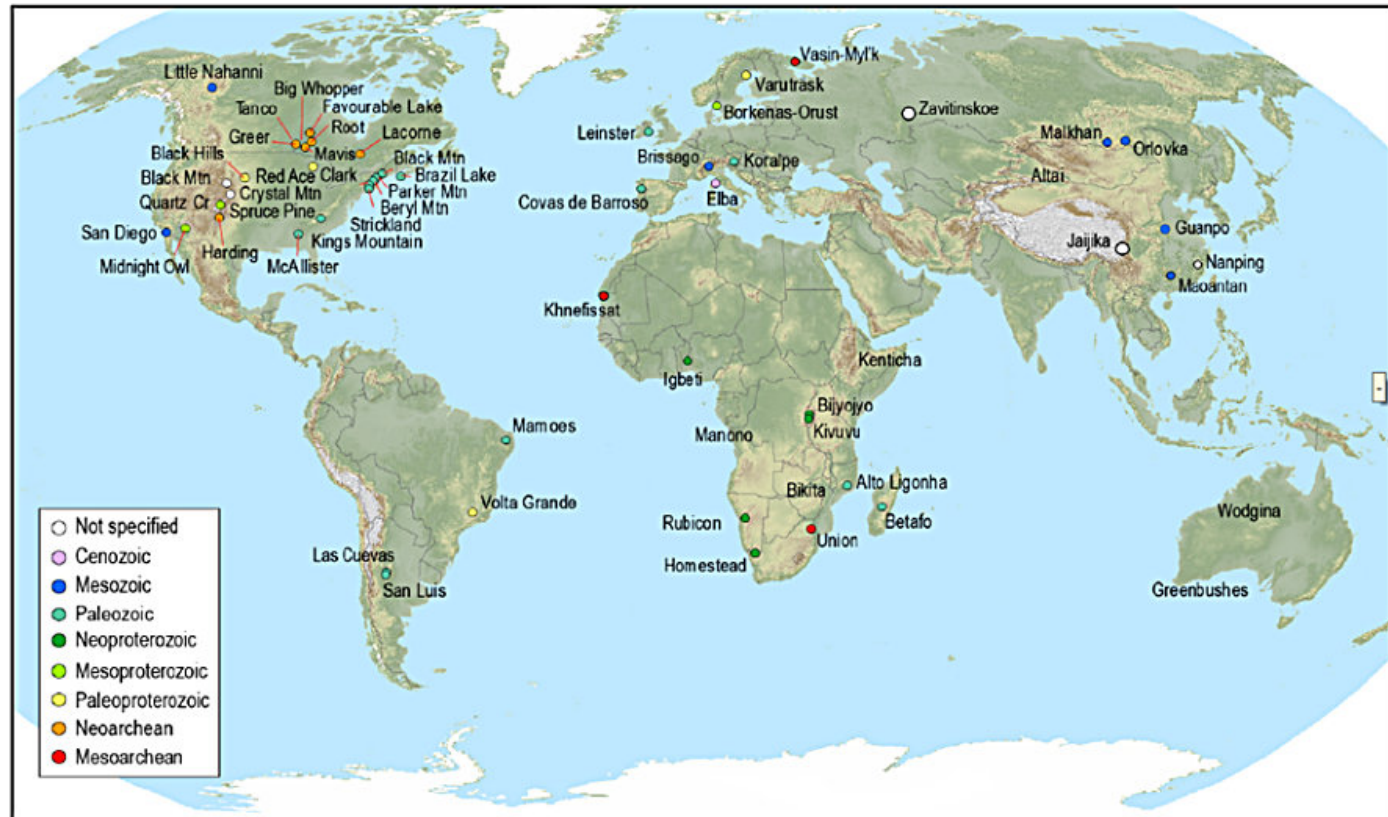 Little Nahanni
Big Whopper
Tanco
Favourable Lake
Greer
Root
Lacorne
Mavis
Black Hills
Red Ace
Clark
Black Mtn
Brazil Lake
Black Mtn
Crystal Mtn
Parker Mtn
Quartz Cr
Spruce Pine
Beryl Mtn
Strickland
San Diego
Harding
Kings Mountain
Midnight Owl
McAllister
Vasin-Myl'k
Varutrask
Borkenas-Orust
Leinster
Brissago
Koralpe
Covas de Barroso
Elba
Zavitinskoe
Malkhan
Orlovka
Altai
Guanpo
Jaijika
Nanping
Maoantan
Khnefissat
Igbeti
Kenticha
Bijyojyo
Kivuvu
Manono
Bikita
Alto Ligonha
Rubicon
Betafo
Union
Homestead
Mamoes
Volta Grande
Las Cuevas
San Luis
Wodgina
Greenbushes
Not specified
Cenozoic
Mesozoic
Paleozoic
Neoproterozoic
Mesoproterozoic
Paleoproterozoic
Neoarchean
Mesoarchean